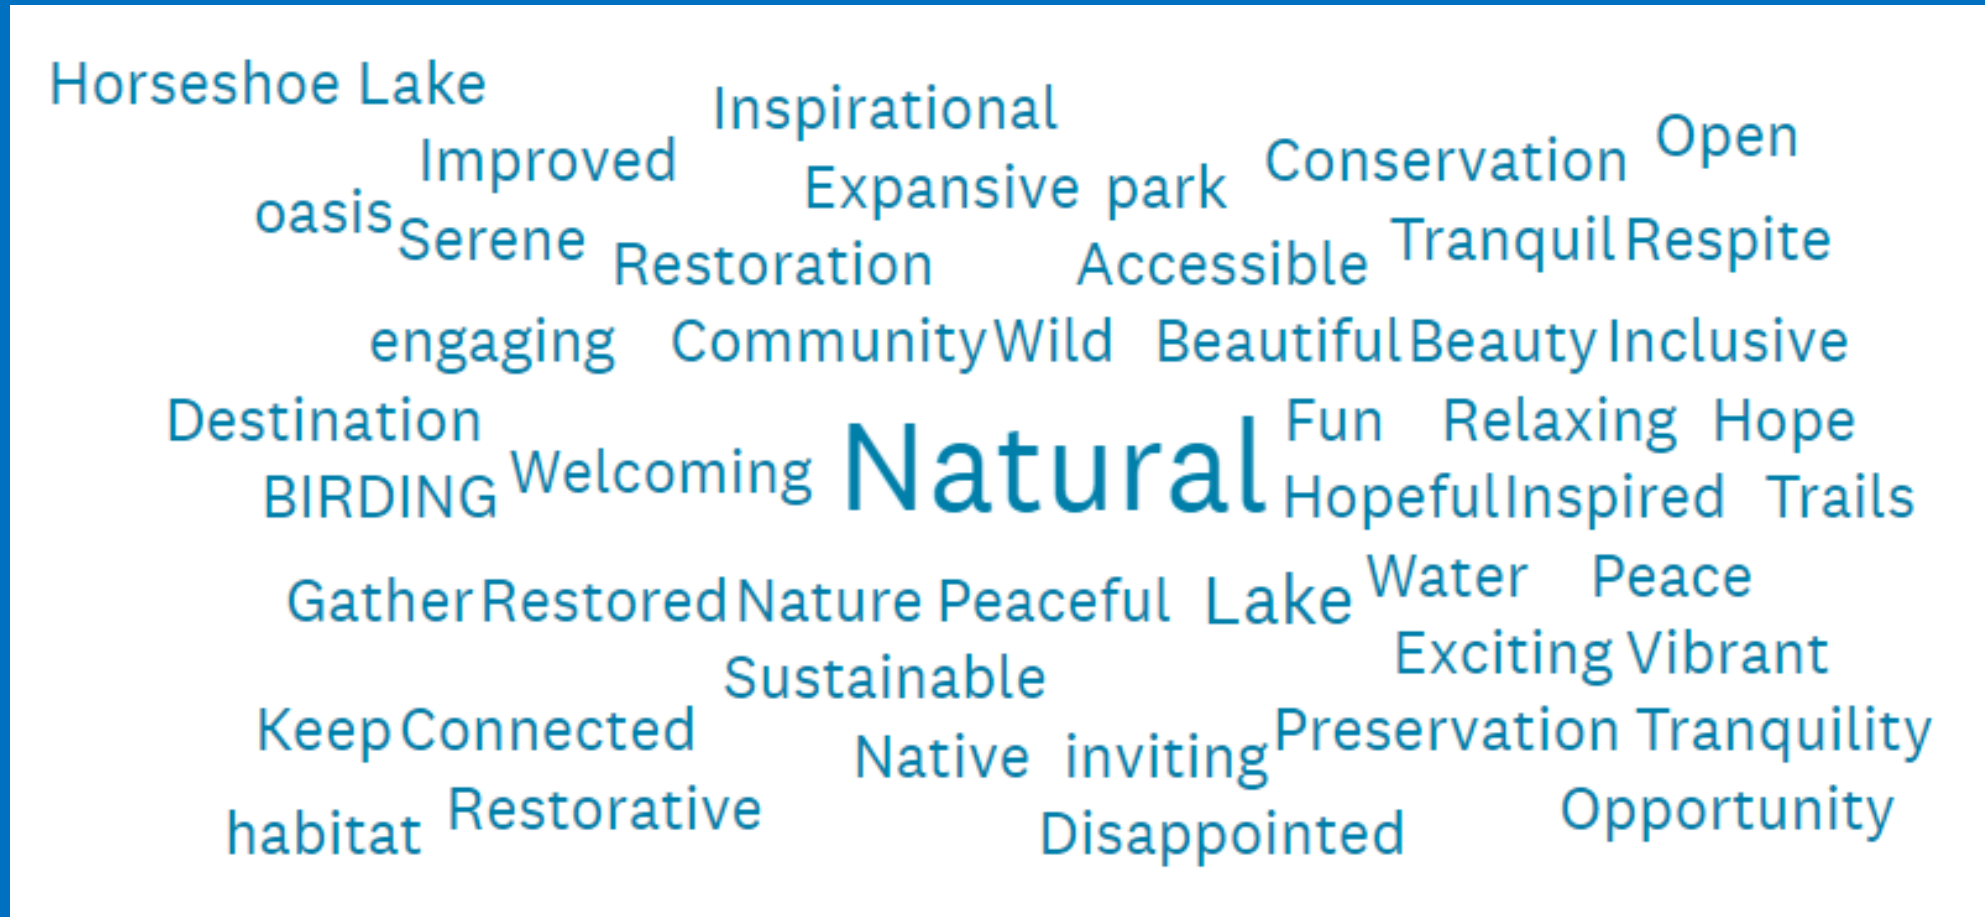 Horseshoe Lake
Inspirational
Open
Improved
Expansive park
Conservation
oasis
Serene
Restoration
Accessible
Tranquil Respite
engaging Community Wild Beautiful Beauty Inclusive
Destination
Fun Relaxing Hope
BIRDING
Welcoming
Natural
Hopeful Inspired Trails
Water Peace
Gather Restored Nature Peaceful Lake
Exciting Vibrant
Sustainable
Keep Connected
Native inviting
Preservation Tranquility
habitat
Restorative
Disappointed
Opportunity